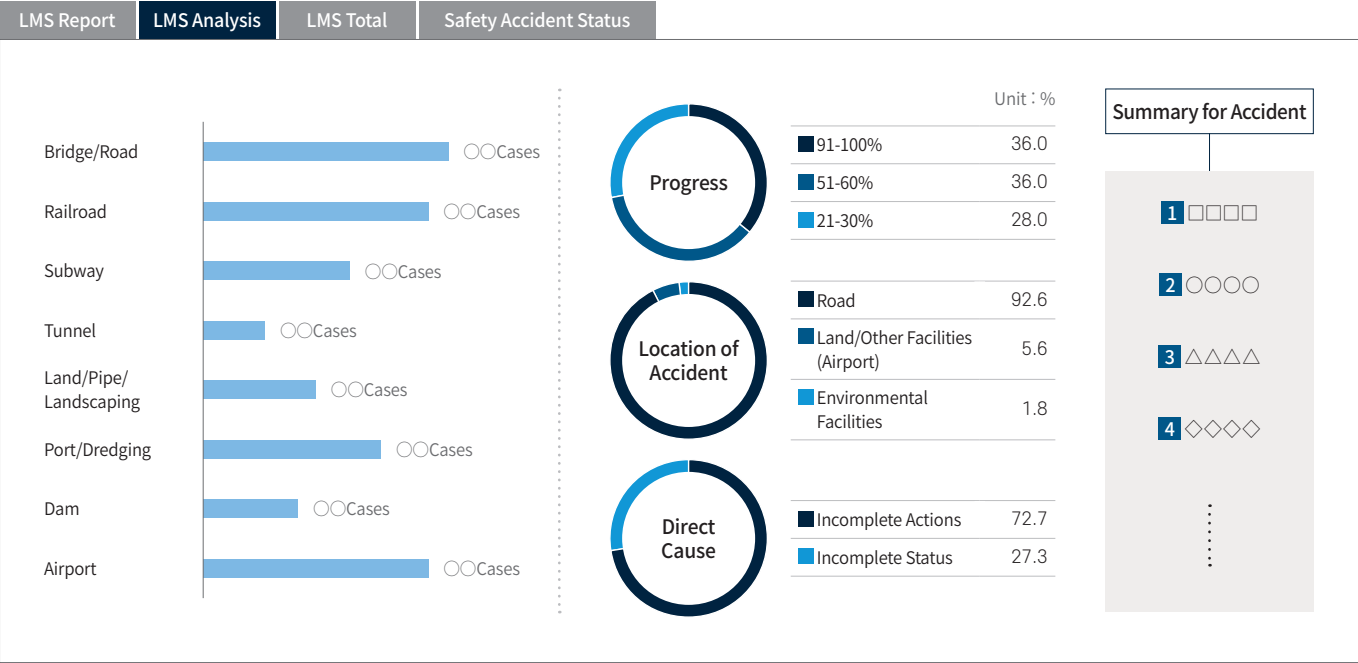 LMS Report
LMS Analysis
LMS Total
Safety Accident Status
Bridge/Road
○○Cases
Railroad
○○Cases
Subway
○○Cases
Tunnel
○○Cases
Land/Pipe/
Landscaping
○○Cases
Port/Dredging
○○Cases
Dam
○○Cases
Airport
○○Cases
Unit : %
Progress
91-100% 36.0
51-60% 36.0
21-30% 28.0
Location of
Accident
Road 92.6
Land/Other Facilities
(Airport)
5.6
Environmental
Facilities
1.8
Direct
Cause
Incomplete Actions 72.7
Incomplete Status 27.3
Summary for Accident
1 □□□□
2 ○○○○
3 △△△△
4 ◇◇◇◇